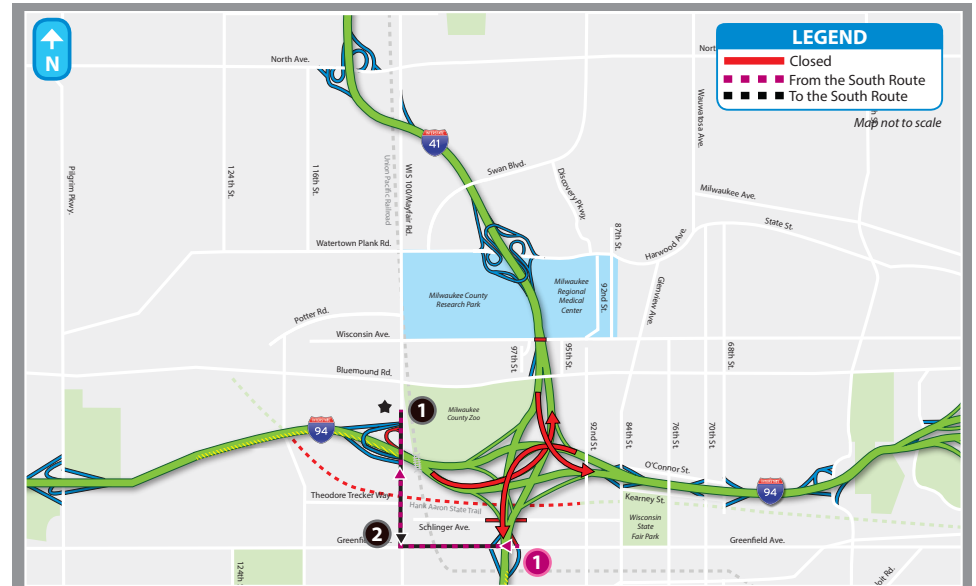 N
LEGEND
Closed
From the South Route
To the South Route
Map not to scale
North Ave.
41
Pilgrim Pkwy.
124th St.
116th St.
Union Pacific Railroad
WIS 100/Mayfair Rd.
Swan Blvd.
Discovery Pkwy.
87th St.
Wauwatosa Ave.
Milwaukee Ave.
State St.
Harwood Ave.
Glenview Ave.
Watertown Plank Rd.
Milwaukee County
Research Park
Milwaukee
Regional
Medical
Center
92nd St.
Potter Rd.
Wisconsin Ave.
97th St.
95th St.
68th St.
Bluemound Rd.
1
Milwaukee
County Zoo
94
92nd St.
84th St.
76th St.
70th St.
O'Connor St.
94
Theodore Trecker Way
Hank Aaron State Trail
Kearney St.
Schlinger Ave.
Wisconsin
State
Fair Park
2
Greenfield Ave.
1
124th